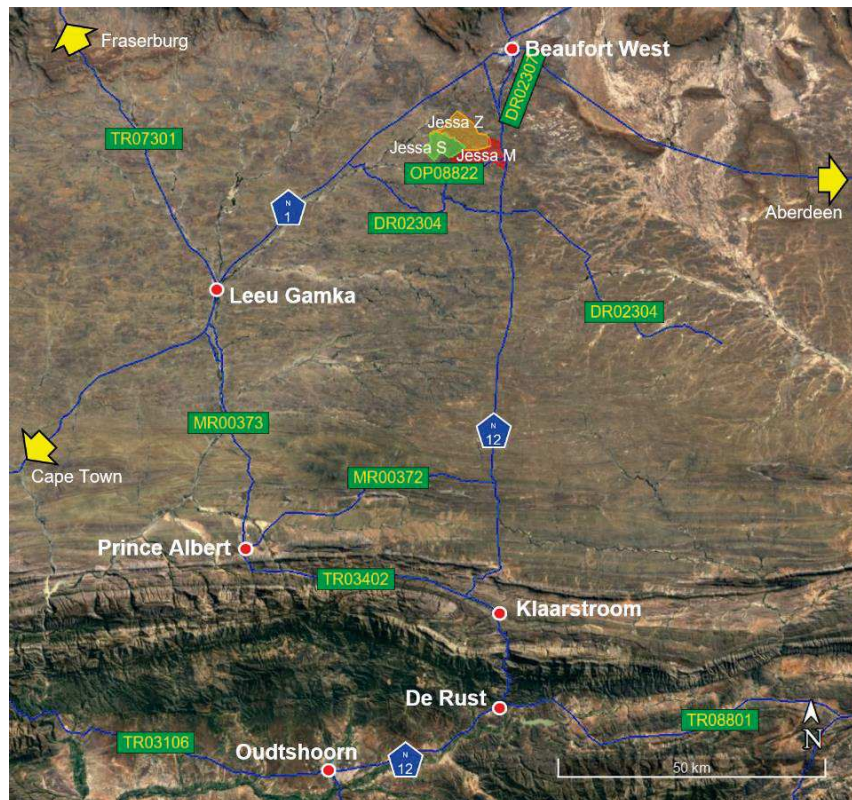 Fraserburg
Beaufort West
DR02307
TR07301
Jessa Z
Jessa S
Jessa M
OP08822
Aberdeen
N
1
DR02304
Leeu Gamka
DR02304
MR00373
N
12
Cape Town
MR00372
Prince Albert
TR03402
Klaarstroom
De Rust
TR08801
TR03106
Oudtshoorn
N
12
N
50 km